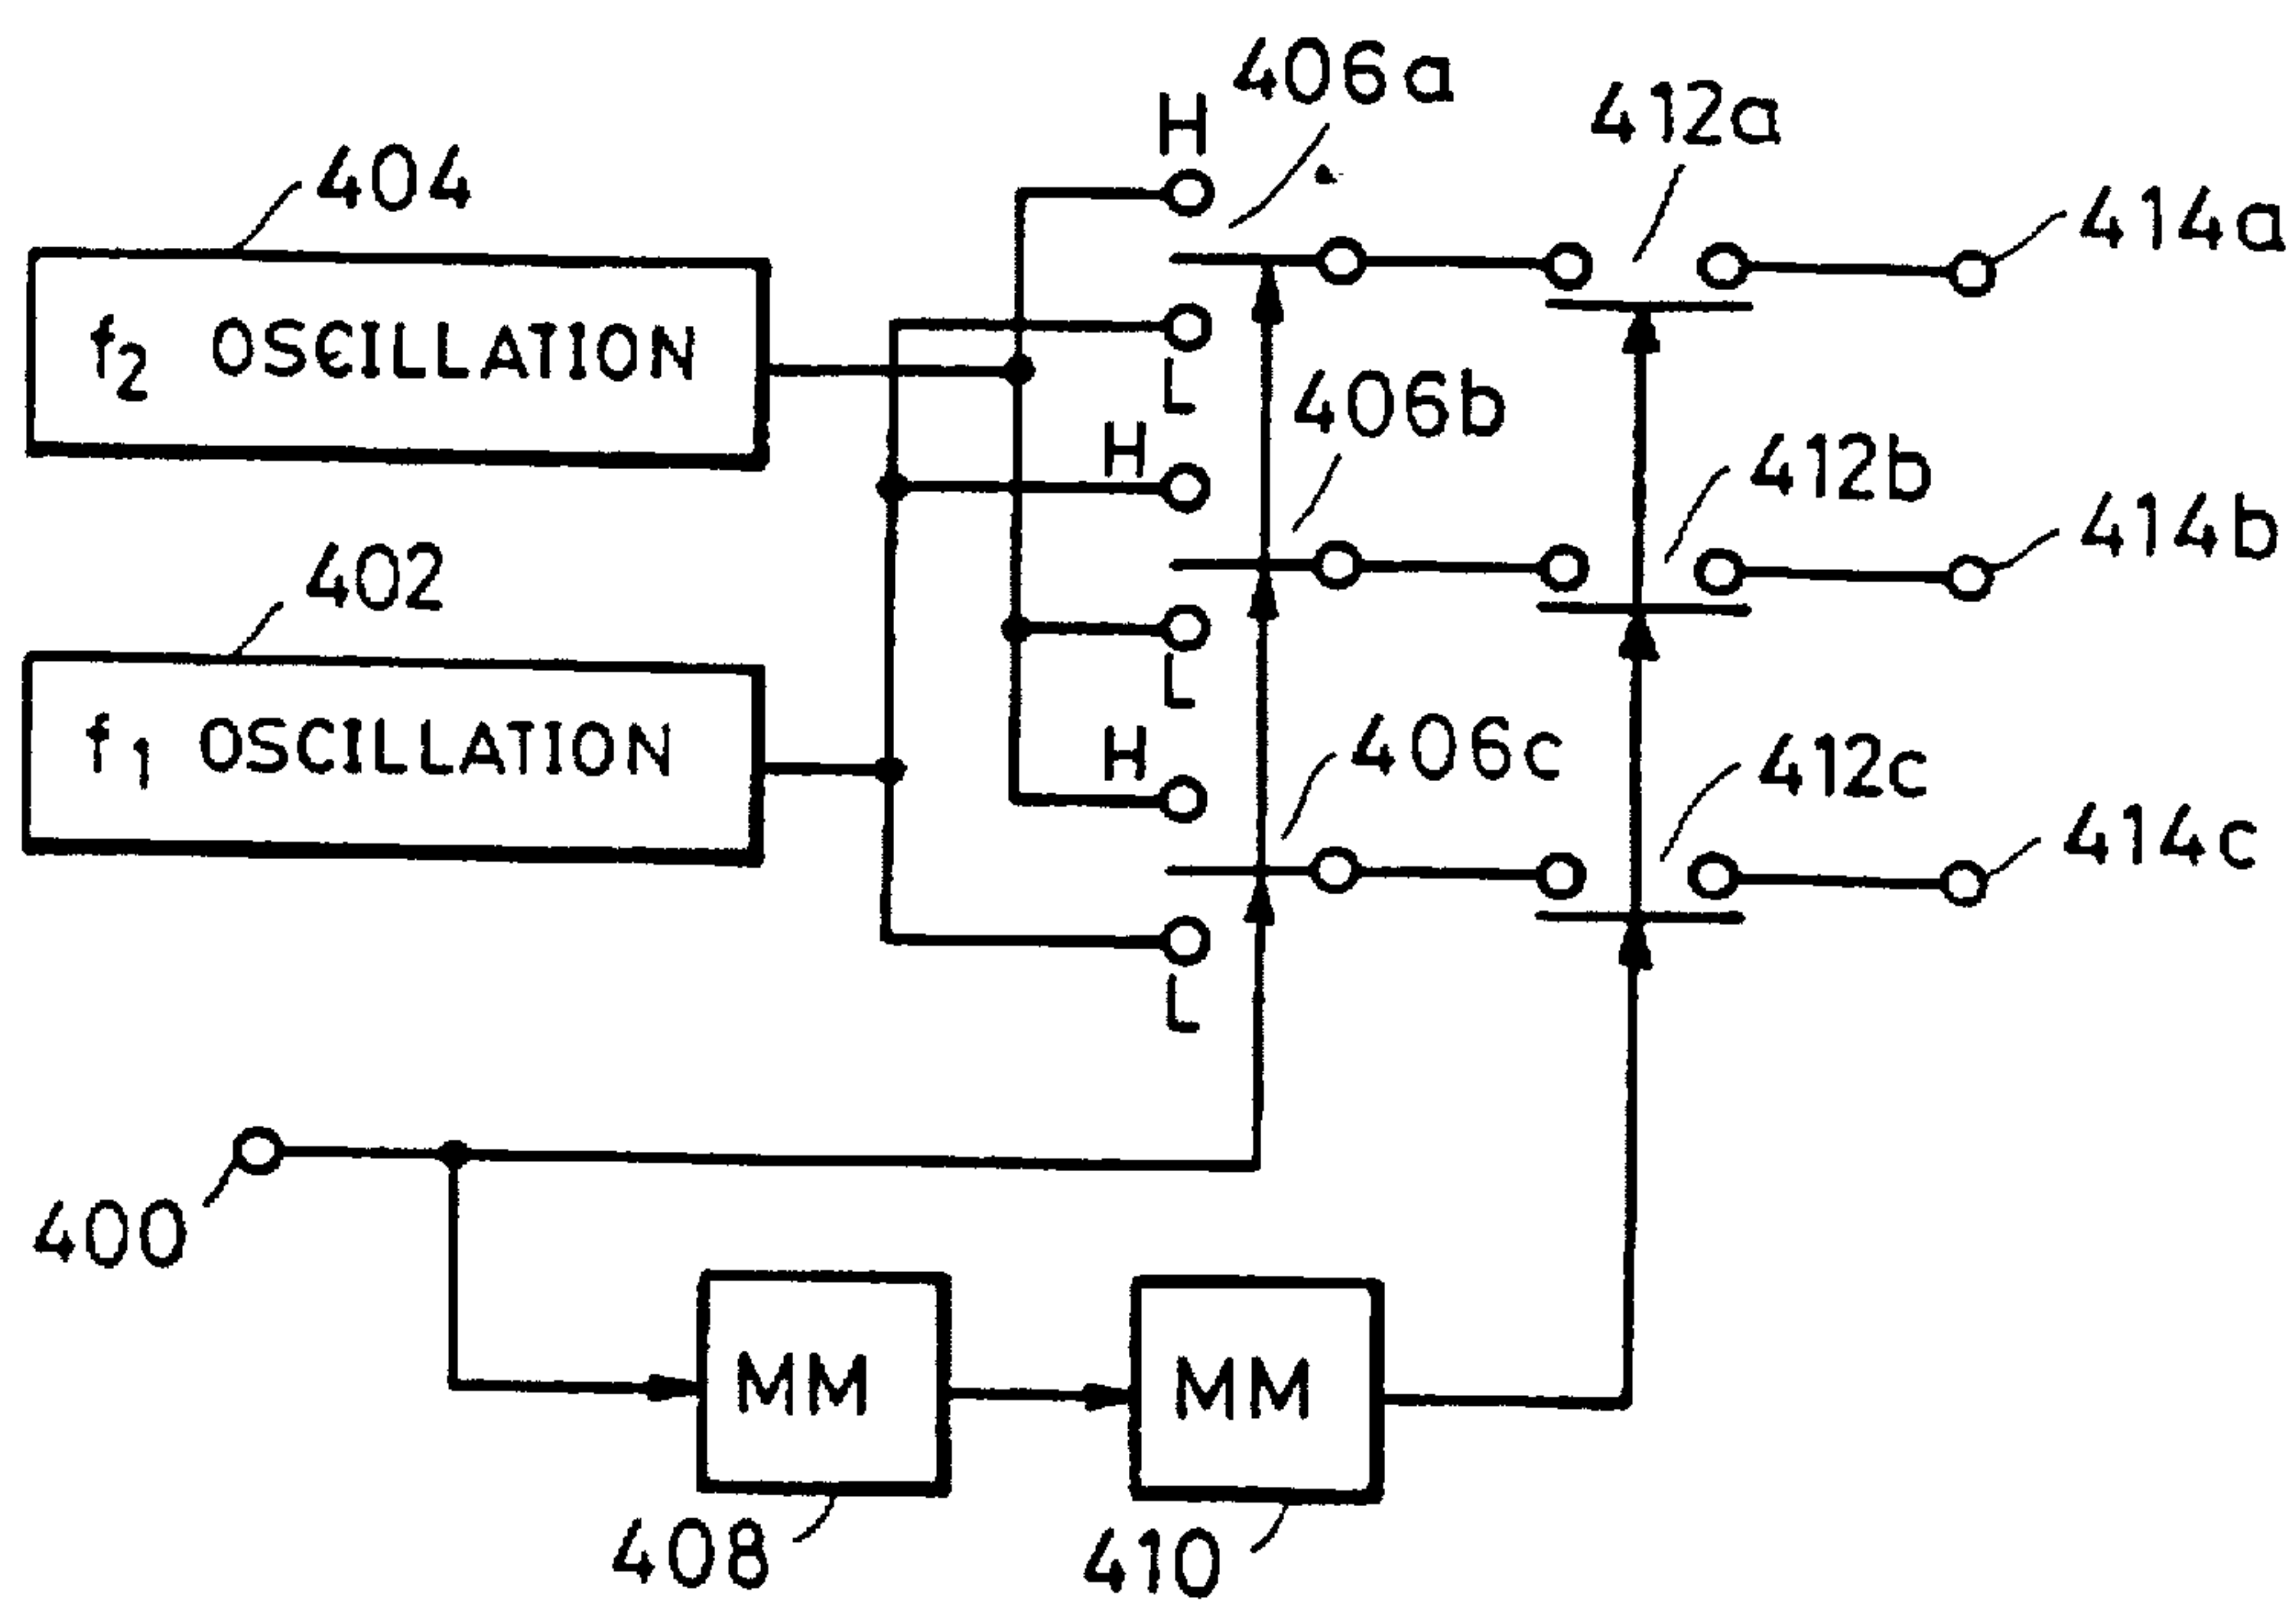 406a
H
412a
404
414a
f2 OSCILLATION
L
406b
H
412b
414b
402
L
f1 OSCILLATION
H
406c
412c
414c
L
400
MM
MM
408
410